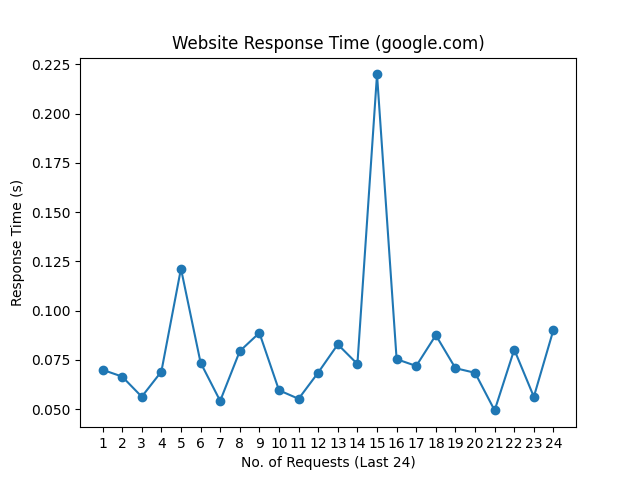 Website Response Time (google.com)
0.225
0.200
0.175
0.150
0.125
0.100
0.075
0.050
Response Time (s)
1 2 3 4 5 6 7 8 9 10 11 12 13 14 15 16 17 18 19 20 21 22 23 24
No. of Requests (Last 24)